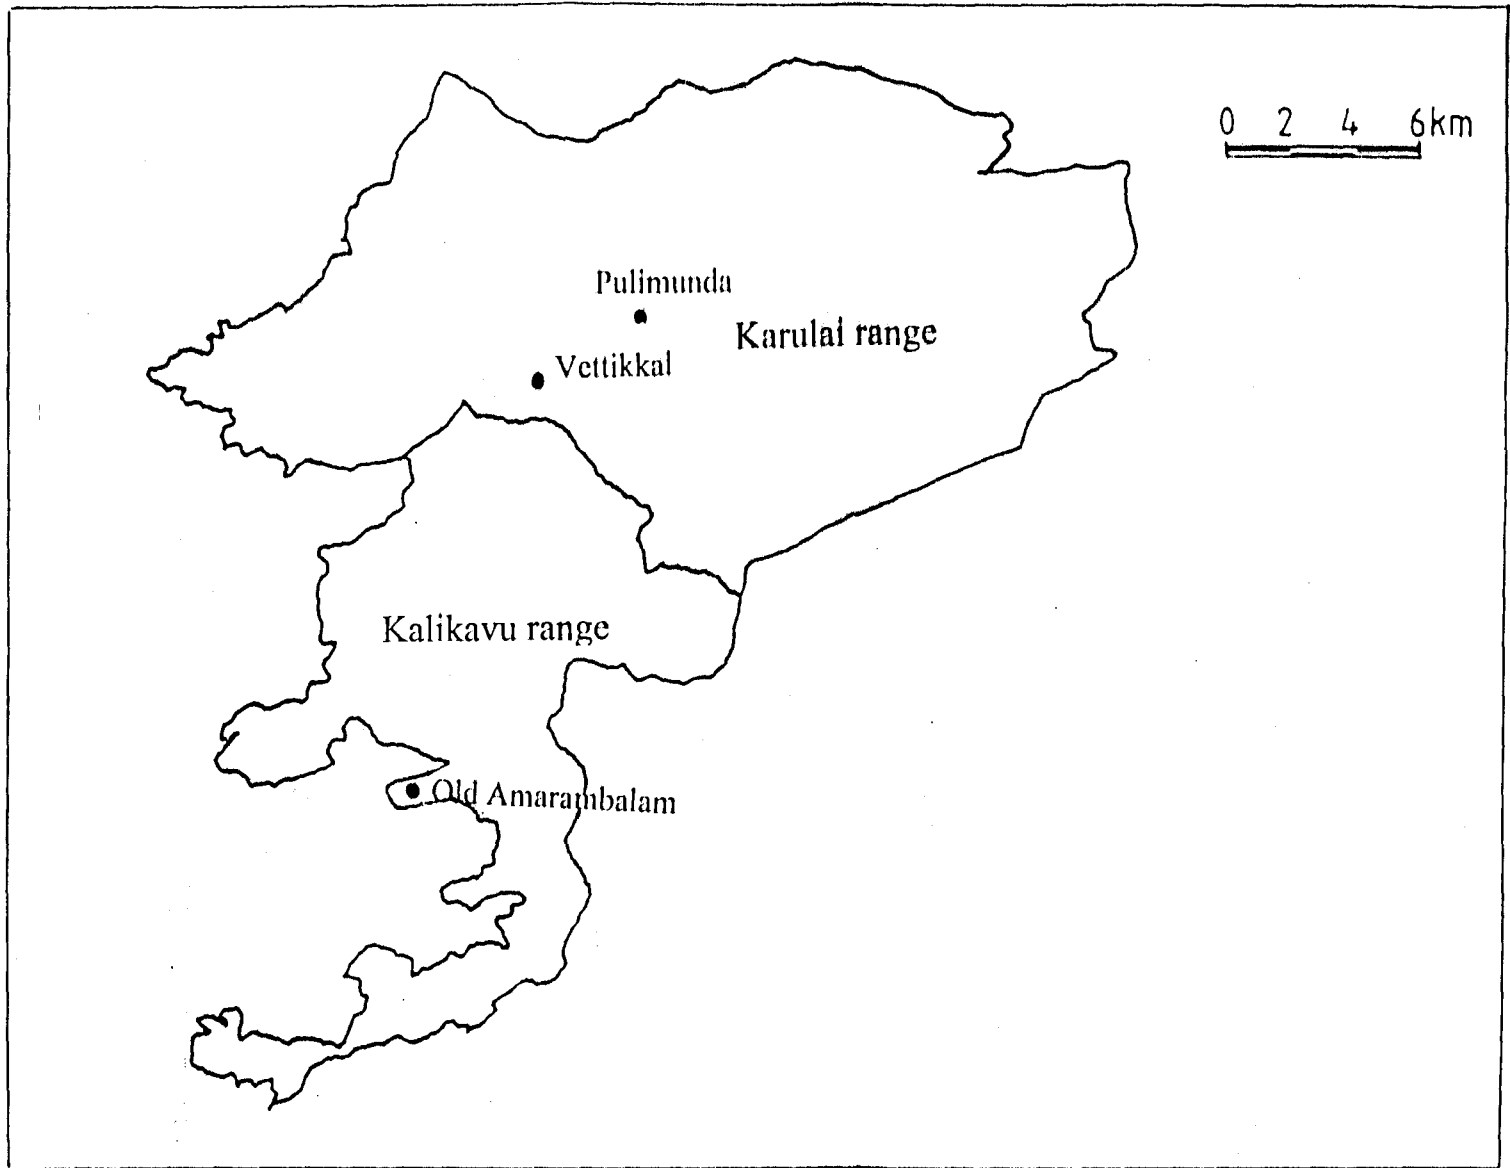 0 2 4 6km
Pulimunda
Karulai range
Vettikkal
Kalikavu range
Old Amarambalam